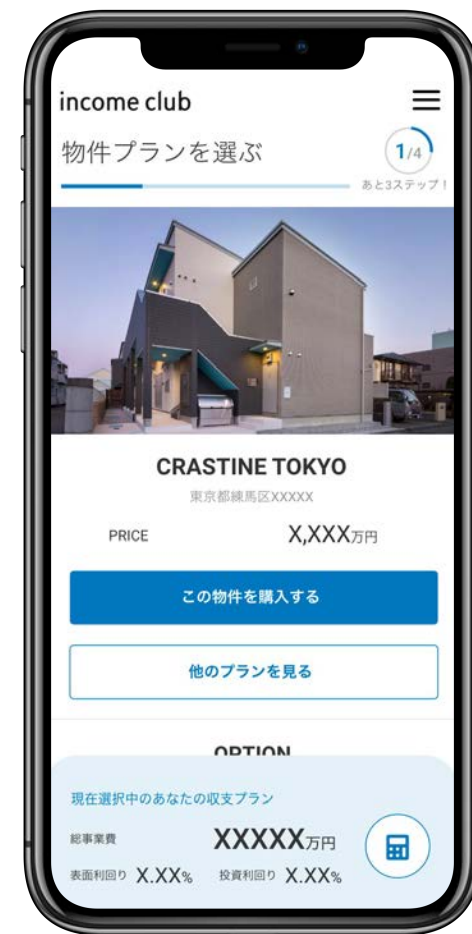 income club
物件プランを選ぶ
1/4
あと3ステップ!
CRASTINE TOKYO
東京都練馬区XXXXX
PRICE X,XXX万円
この物件を購入する
他のプランを見る
OPTION
現在選択中のあなたの収支プラン
総事業費 XXXXX万円
表面利回り X.XX% 投資利回り X.XX%